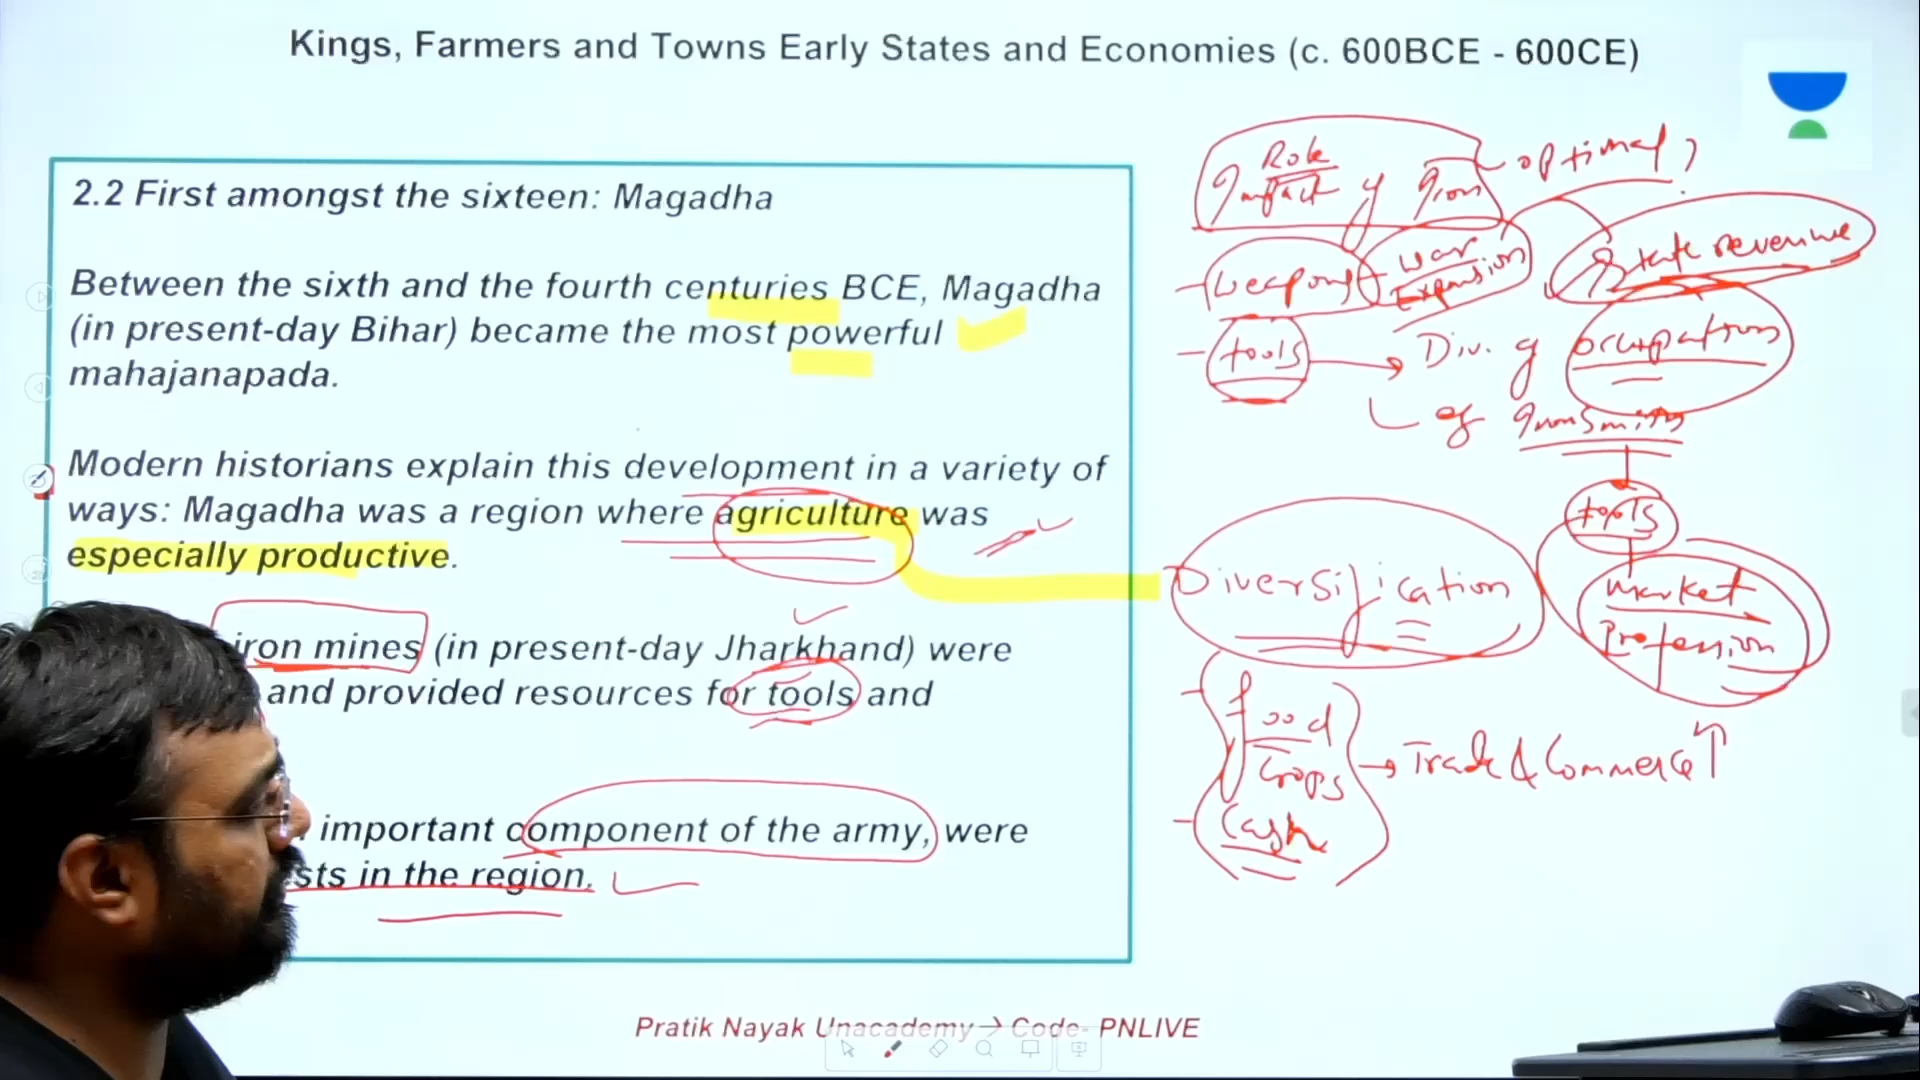 Kings, Farmers and Towns Early States and Economies (c. 600BCE - 600CE)
2.2 First amongst the sixteen: Magadha
Between the sixth and the fourth centuries BCE, Magadha
(in present-day Bihar) became the most powerful
mahajanapada.
Modern historians explain this development in a variety of
ways: Magadha was a region where agriculture was
especially productive.
iron mines (in present-day Jharkhand) were
and provided resources for tools and
important component of the army, were
sts in the region.
Role
Impact of Iron
optional
weapons
war
Expansion
State revenue
tools → Div. of occupations
of Ironsmiths
tools
market
Profession
Diversification
food
crops
→ Trade & Commerce ↑
Cash
Pratik Nayak Unacademy → Code- PNLIVE